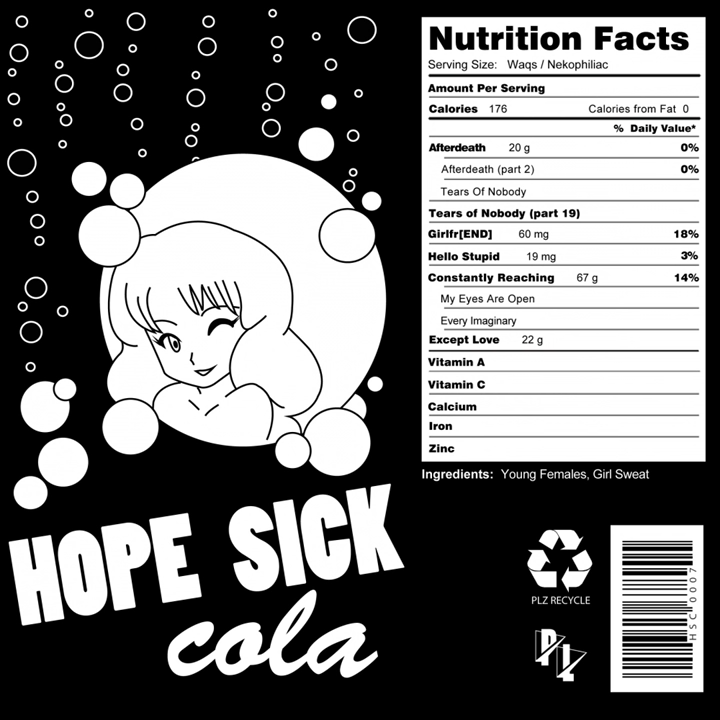 HOPE SICK
cola
Nutrition Facts
Serving Size: Waqs / Nekophiliac
Amount Per Serving
Calories 176 Calories from Fat 0
% Daily Value*
Afterdeath 20 g 0%
Afterdeath (part 2) 0%
Tears Of Nobody
Tears of Nobody (part 19)
Girlfr[END] 60 mg 18%
Hello Stupid 19 mg 3%
Constantly Reaching 67 g 14%
My Eyes Are Open
Every Imaginary
Except Love 22 g
Vitamin A
Vitamin C
Calcium
Iron
Zinc
Ingredients: Young Females, Girl Sweat
PLZ RECYCLE
PL
HSC0007